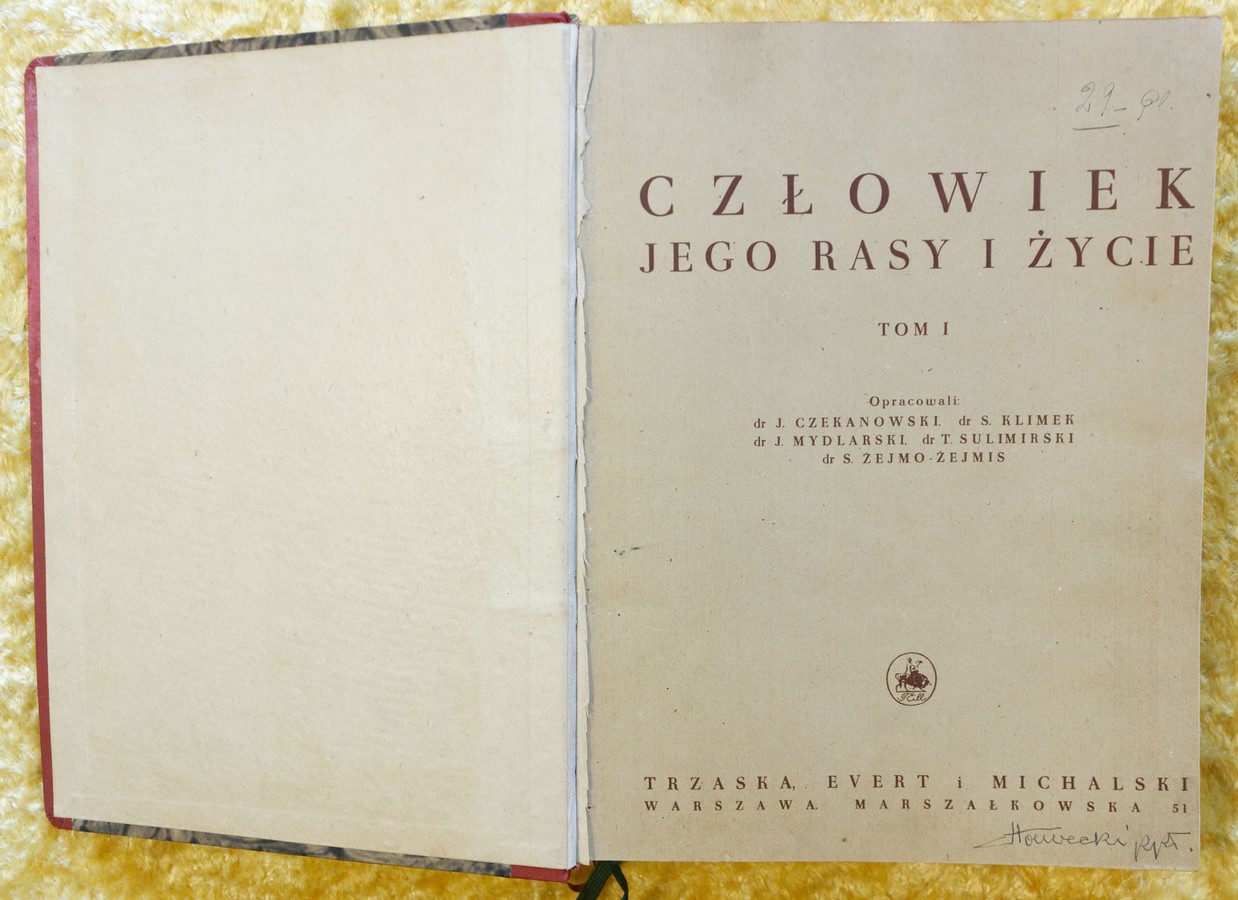 29 –
CZŁOWIEK
JEGO RASY I ŻYCIE
TOM I
Opracowali:
dr J. CZEKANOWSKI, dr S. KLIMEK
dr J. MYDLARSKI, dr T. SULIMIRSKI
dr S. ŻEJMO-ŻEJMIS
TRZASKA, EVERT i MICHALSKI
WARSZAWA, MARSZAŁKOWSKA 51